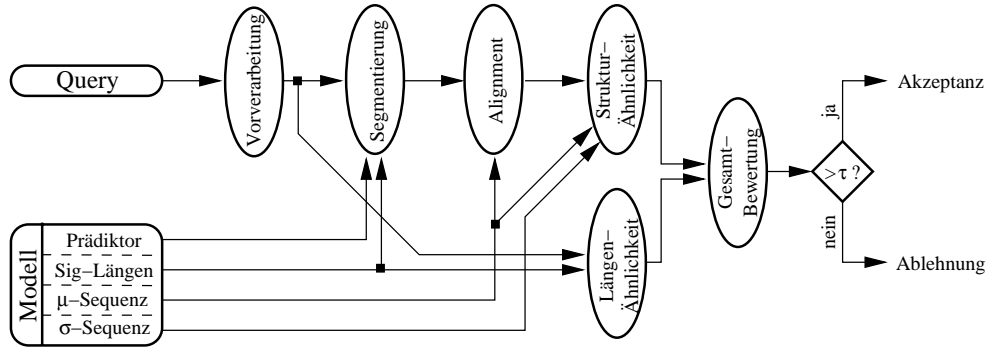 Query
Vorverarbeitung
Segmentierung
Alignment
Struktur–
Ähnlichkeit
Längen–
Ähnlichkeit
Gesamt–
Bewertung
>τ ?
ja
Akzeptanz
nein
Ablehnung
Modell
Prädiktor
Sig–Längen
μ–Sequenz
σ–Sequenz